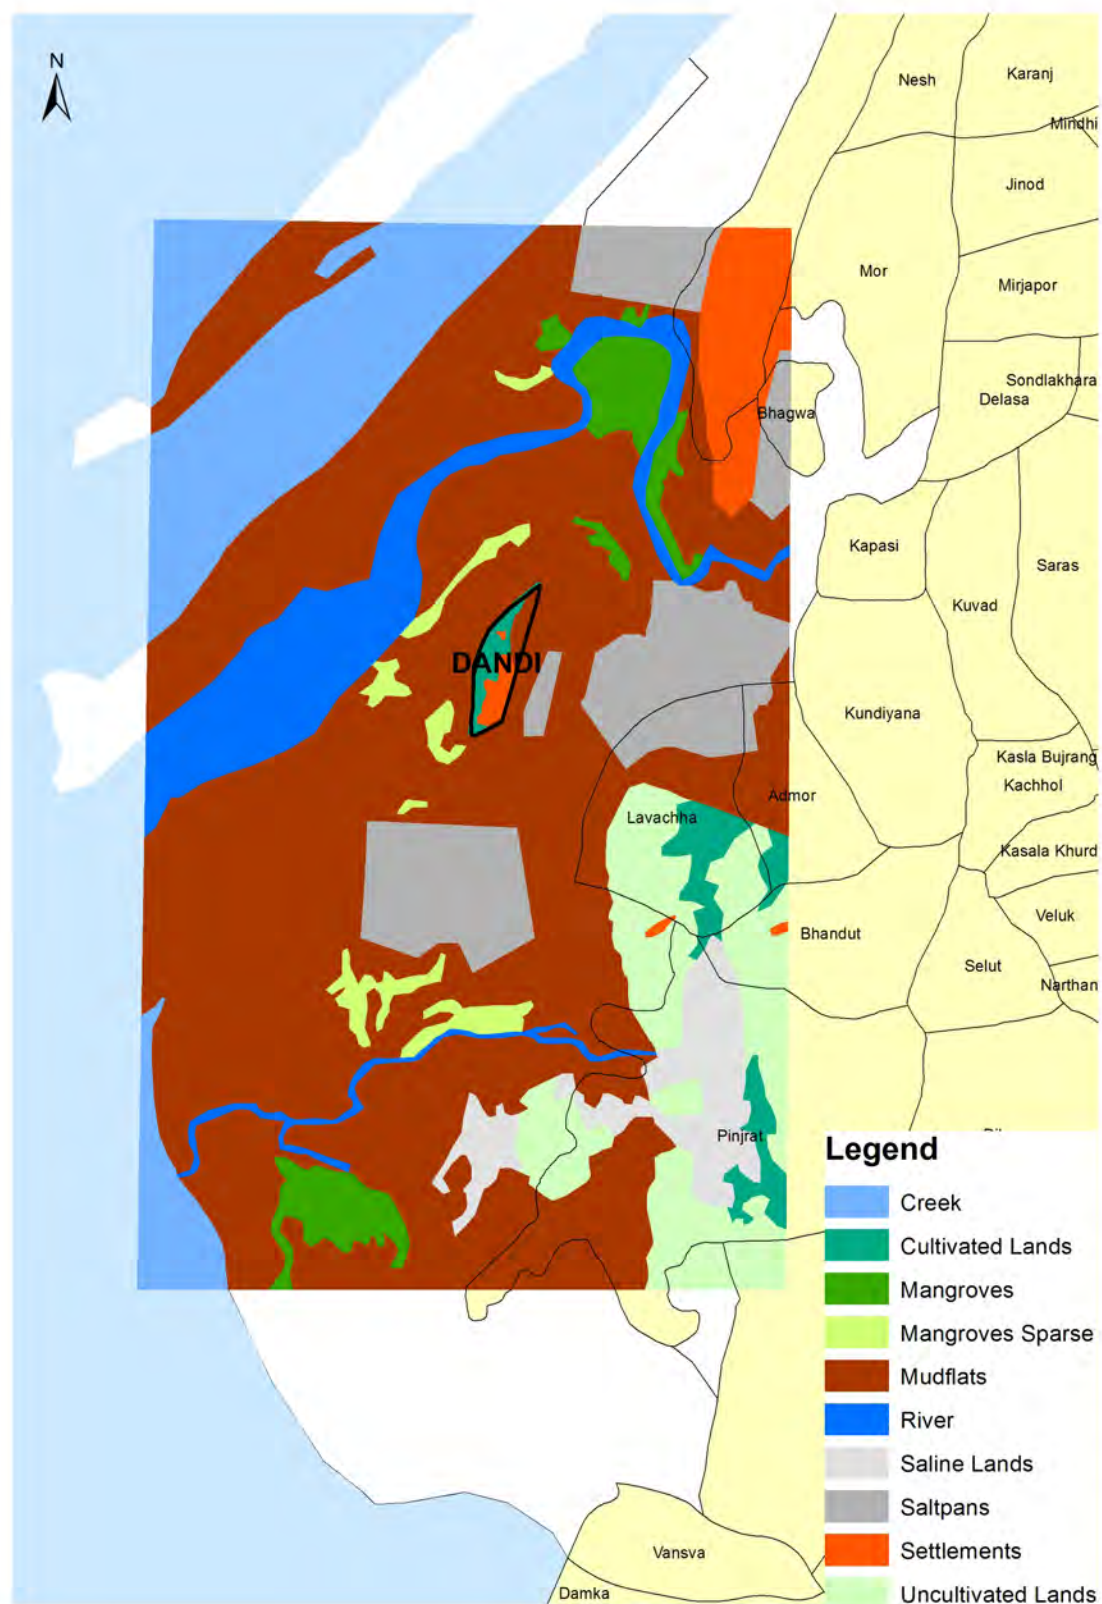 N
Nesh
Karanj
Mindhi
Jinod
Mor
Mirjapor
Sondlakhara
Delasa
Bhagwa
Kapasi
Saras
Kuvad
DANDI
Kundiyana
Kasla Bujrang
Kachhol
Admor
Lavachha
Kasala Khurd
Veluk
Bhandut
Selut
Narthan
Pinjrat
Legend
Creek
Cultivated Lands
Mangroves
Mangroves Sparse
Mudflats
River
Saline Lands
Saltpans
Settlements
Uncultivated Lands
Vansva
Damka